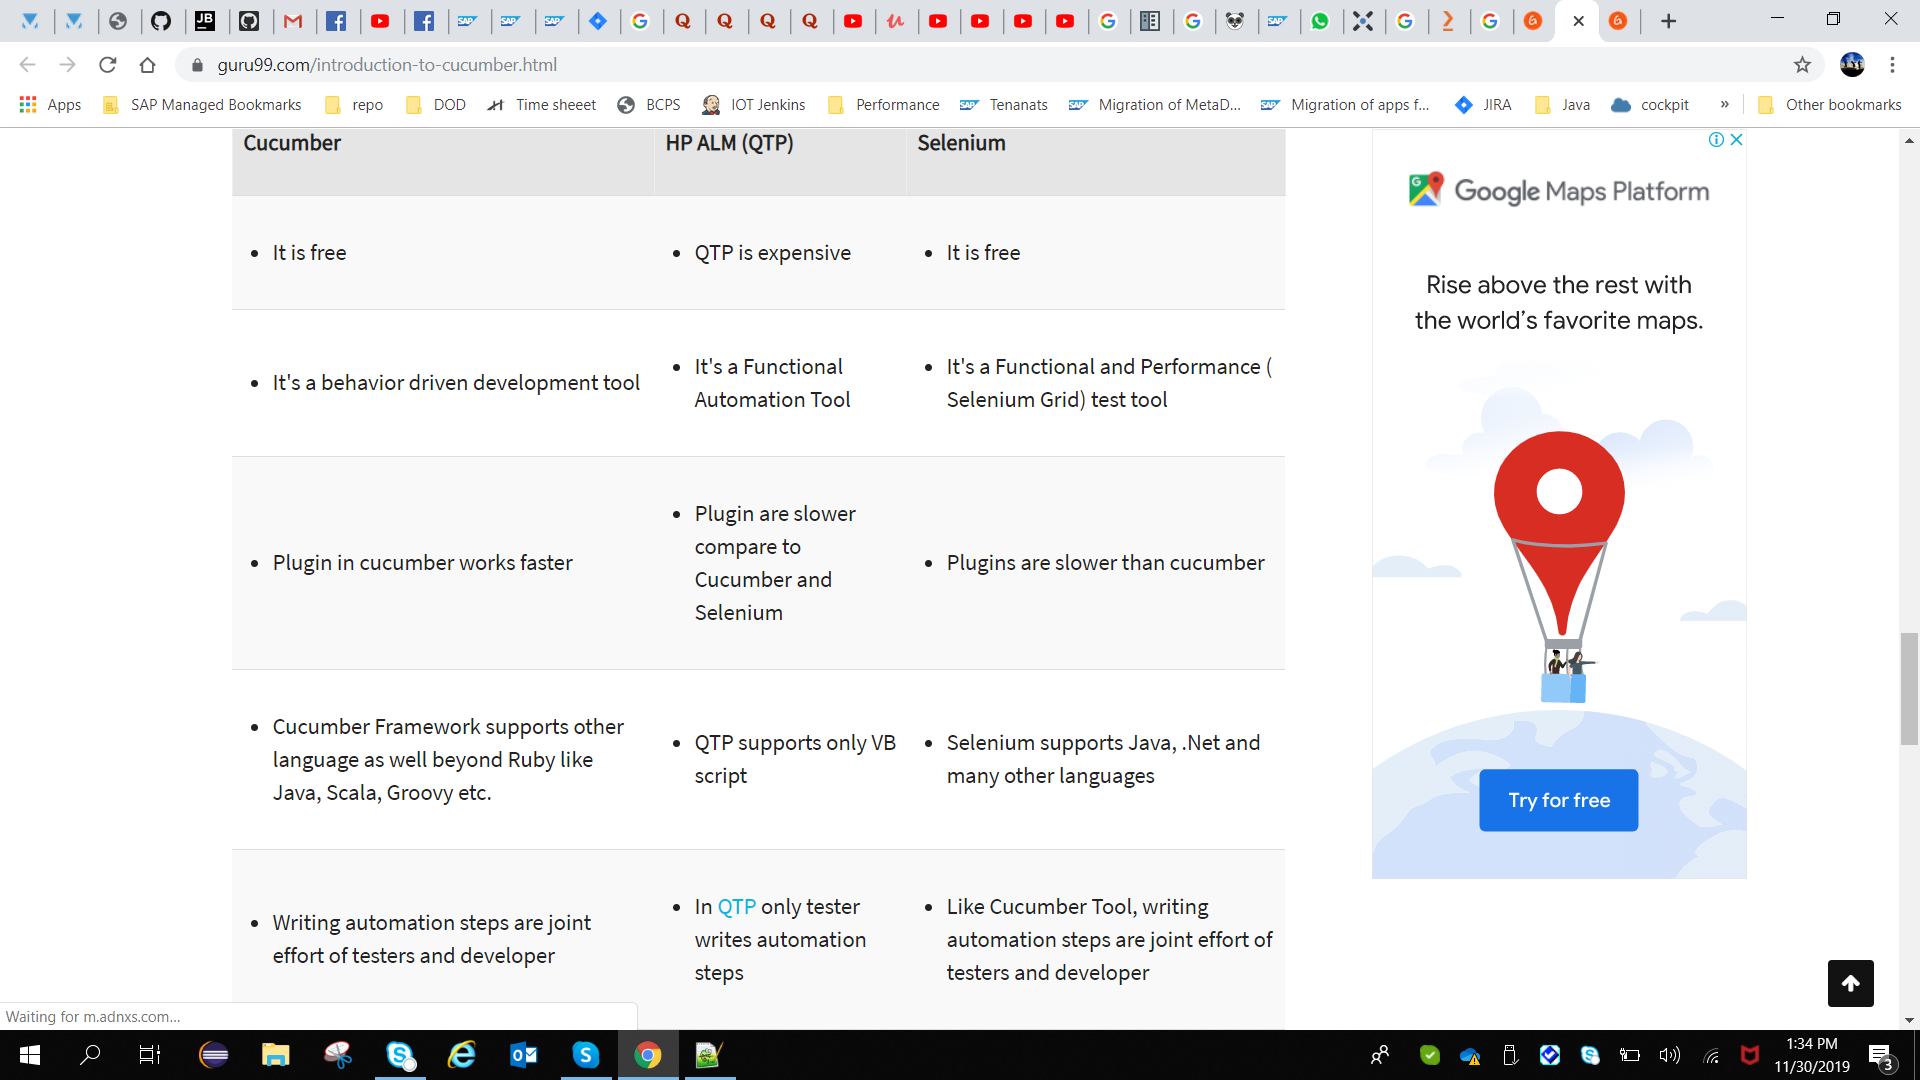 guru99.com/introduction-to-cucumber.html
Apps SAP Managed Bookmarks repo DOD Time sheeet BCPS IOT Jenkins Performance Tenanats Migration of MetaD... Migration of apps f... JIRA Java cockpit » Other bookmarks
Cucumber HP ALM (QTP) Selenium
It is free
QTP is expensive
It is free
It's a behavior driven development tool
It's a Functional
Automation Tool
It's a Functional and Performance (
Selenium Grid) test tool
Plugin in cucumber works faster
Plugin are slower
compare to
Cucumber and
Selenium
Plugins are slower than cucumber
Cucumber Framework supports other
language as well beyond Ruby like
Java, Scala, Groovy etc.
QTP supports only VB
script
Selenium supports Java, .Net and
many other languages
Writing automation steps are joint
effort of testers and developer
In QTP only tester
writes automation
steps
Like Cucumber Tool, writing
automation steps are joint effort of
testers and developer
Google Maps Platform
Rise above the rest with
the world's favorite maps.
Try for free
Waiting for m.adnxs.com...
1:34 PM
11/30/2019
3